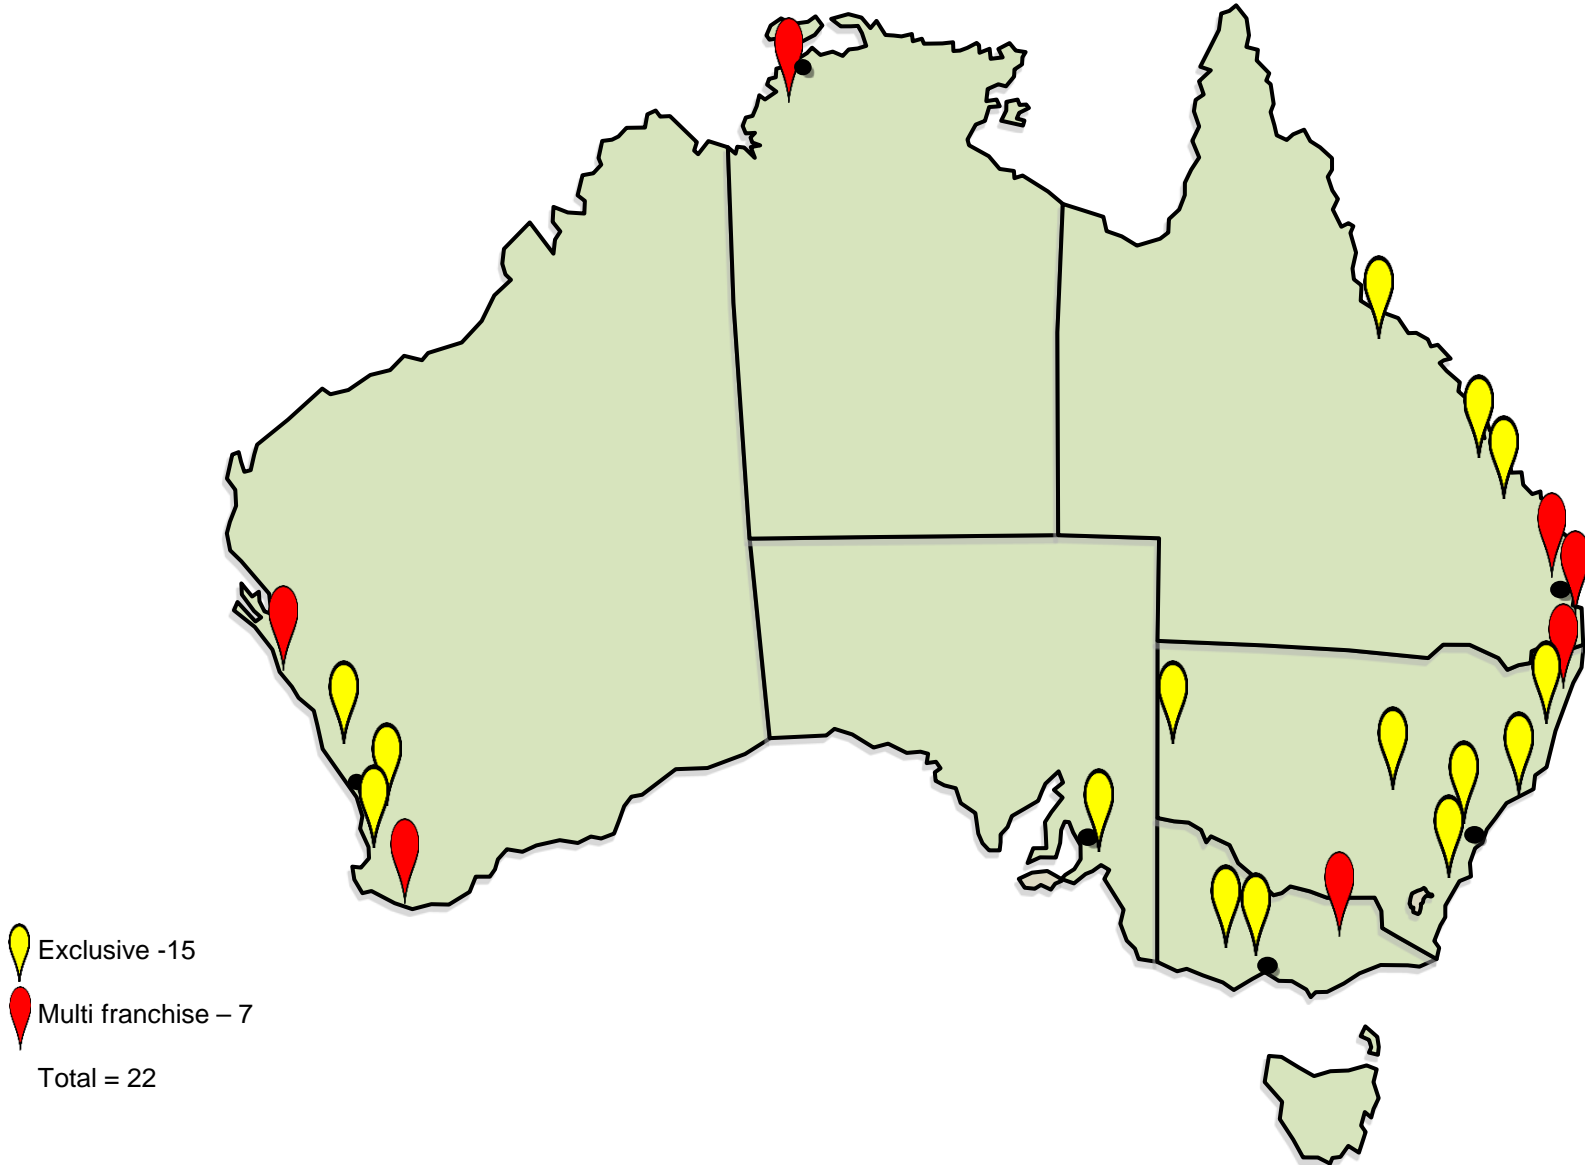 Exclusive -15
Multi franchise – 7
Total = 22